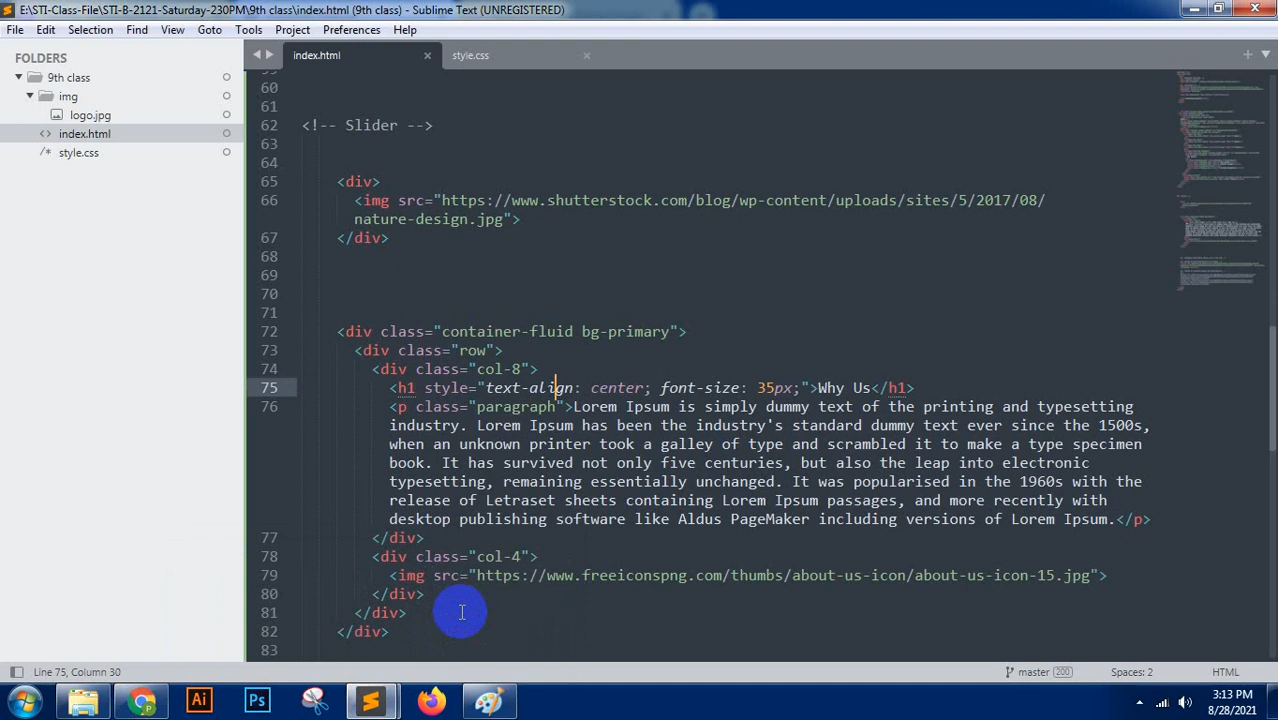 E:\STI-Class-File\STI-B-2121-Saturday-230PM\9th class\index.html (9th class) - Sublime Text (UNREGISTERED)
File Edit Selection Find View Goto Tools Project Preferences Help
FOLDERS
9th class
img
logo.jpg
<> index.html
/* style.css
index.html
style.css
59
60
61
62 <!-- Slider -->
63
64
65 <div>
66 <img src="https://www.shutterstock.com/blog/wp-content/uploads/sites/5/2017/08/
nature-design.jpg">
67 </div>
68
69
70
71
72 <div class="container-fluid bg-primary">
73 <div class="row">
74 <div class="col-8">
75 <h1 style="text-align: center; font-size: 35px;">Why Us</h1>
76 <p class="paragraph">Lorem Ipsum is simply dummy text of the printing and typesetting
industry. Lorem Ipsum has been the industry's standard dummy text ever since the 1500s,
when an unknown printer took a galley of type and scrambled it to make a type specimen
book. It has survived not only five centuries, but also the leap into electronic
typesetting, remaining essentially unchanged. It was popularised in the 1960s with the
release of Letraset sheets containing Lorem Ipsum passages, and more recently with
desktop publishing software like Aldus PageMaker including versions of Lorem Ipsum.</p>
77 </div>
78 <div class="col-4">
79 <img src="https://www.freeiconspng.com/thumbs/about-us-icon/about-us-icon-15.jpg">
80 </div>
81 </div>
82 </div>
83
Line 75, Column 30
master 200
Spaces: 2
HTML
Ai
Ps
3:13 PM
8/28/2021